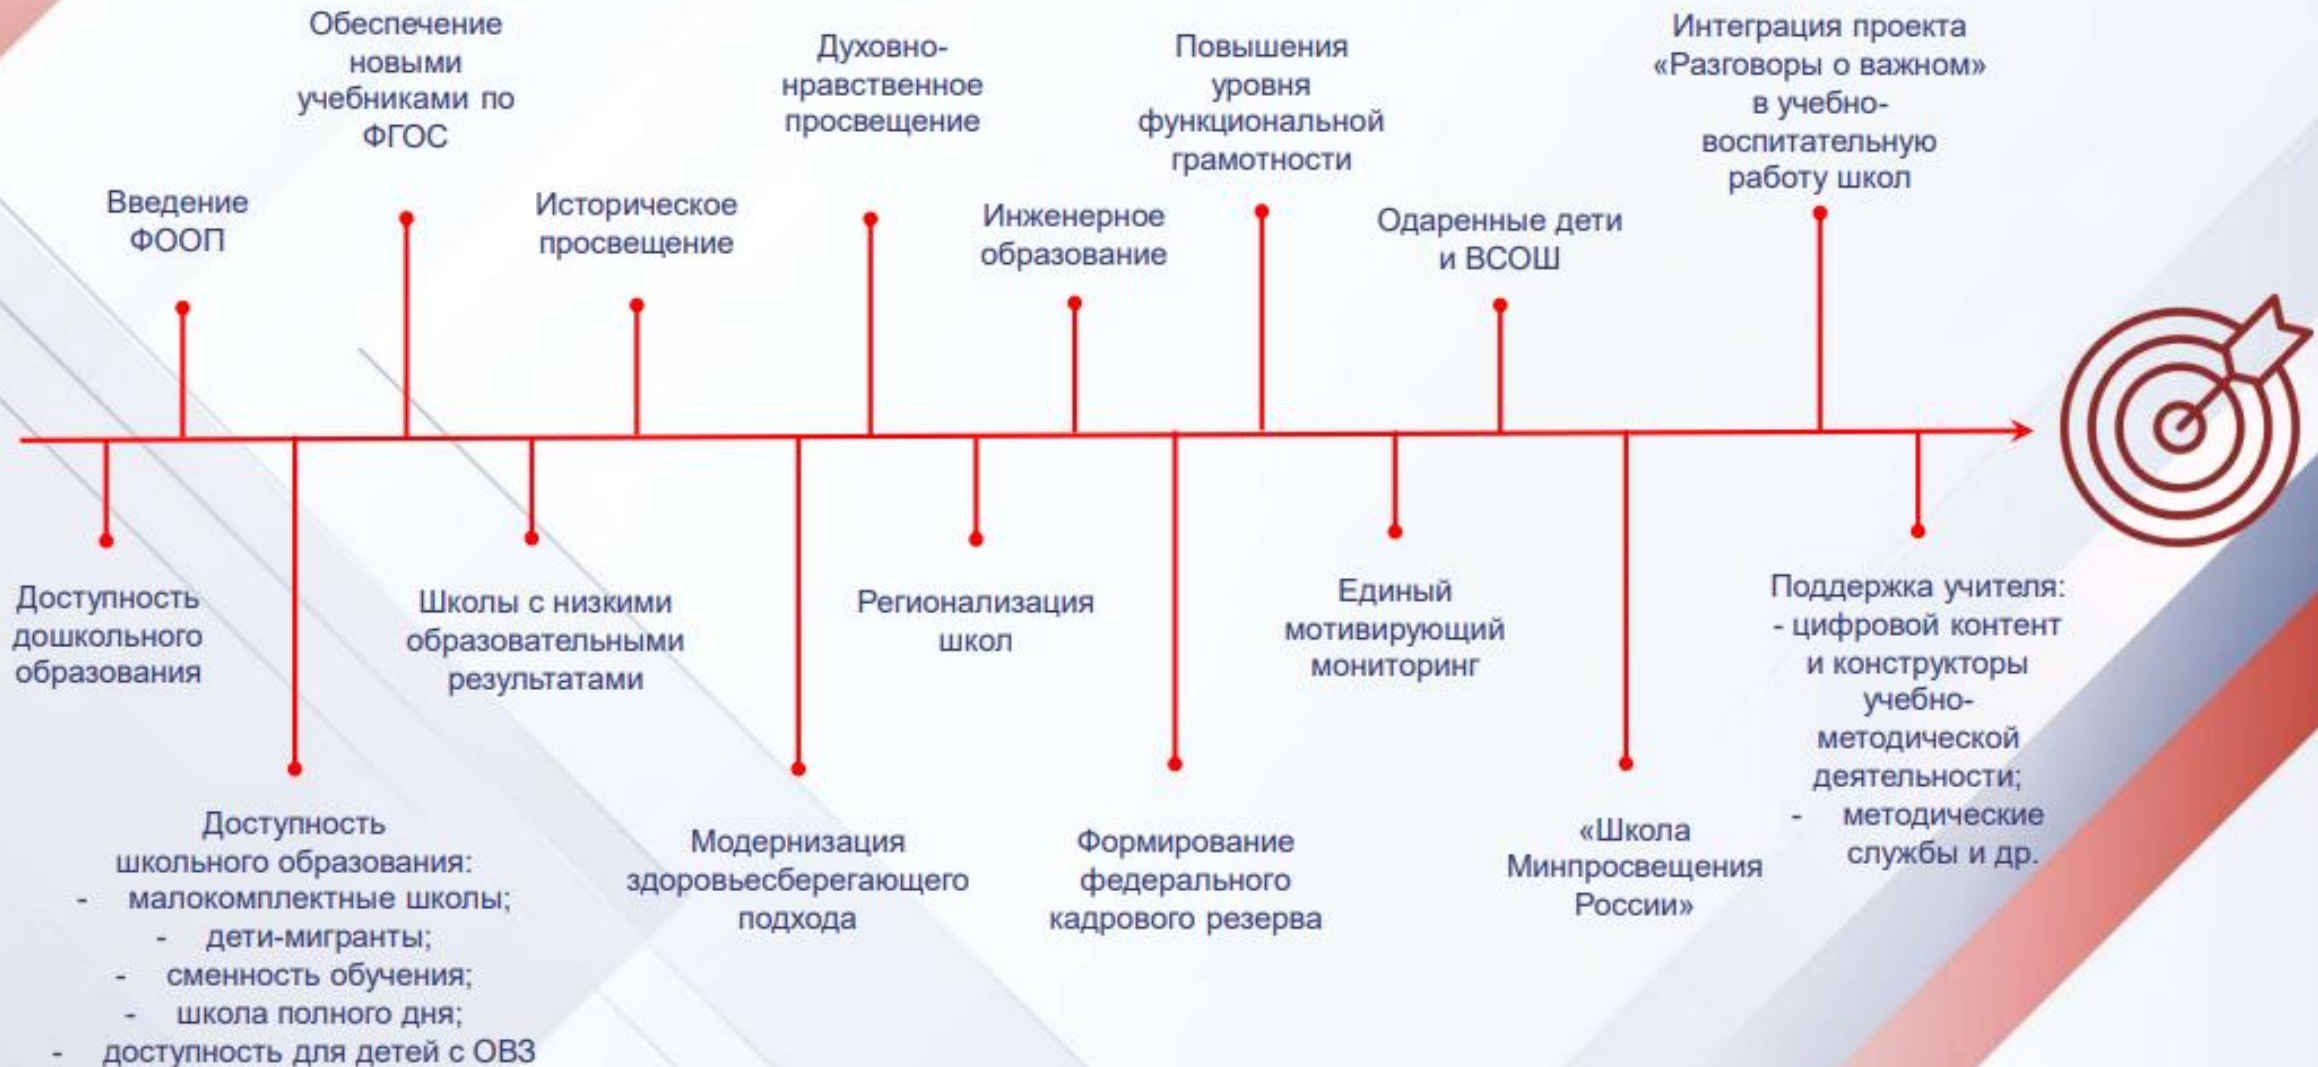 Обеспечение
новыми
учебниками по
ФГОС
Духовно-
нравственное
просвещение
Повышения
уровня
функциональной
грамотности
Интеграция проекта
«Разговоры о важном»
в учебно-
воспитательную
работу школ
Введение
ФООП
Историческое
просвещение
Инженерное
образование
Одаренные дети
и ВСОШ
Доступность
дошкольного
образования
Школы с низкими
образовательными
результатами
Регионализация
школ
Единый
мотивирующий
мониторинг
Поддержка учителя:
- цифровой контент
и конструкторы
учебно-
методической
деятельности;
- методические
службы и др.
Доступность
школьного образования:
- малокомплектные школы;
- дети-мигранты;
- сменность обучения;
- школа полного дня;
- доступность для детей с ОВЗ
Модернизация
здоровьесберегающего
подхода
Формирование
федерального
кадрового резерва
«Школа
Минпросвещения
России»